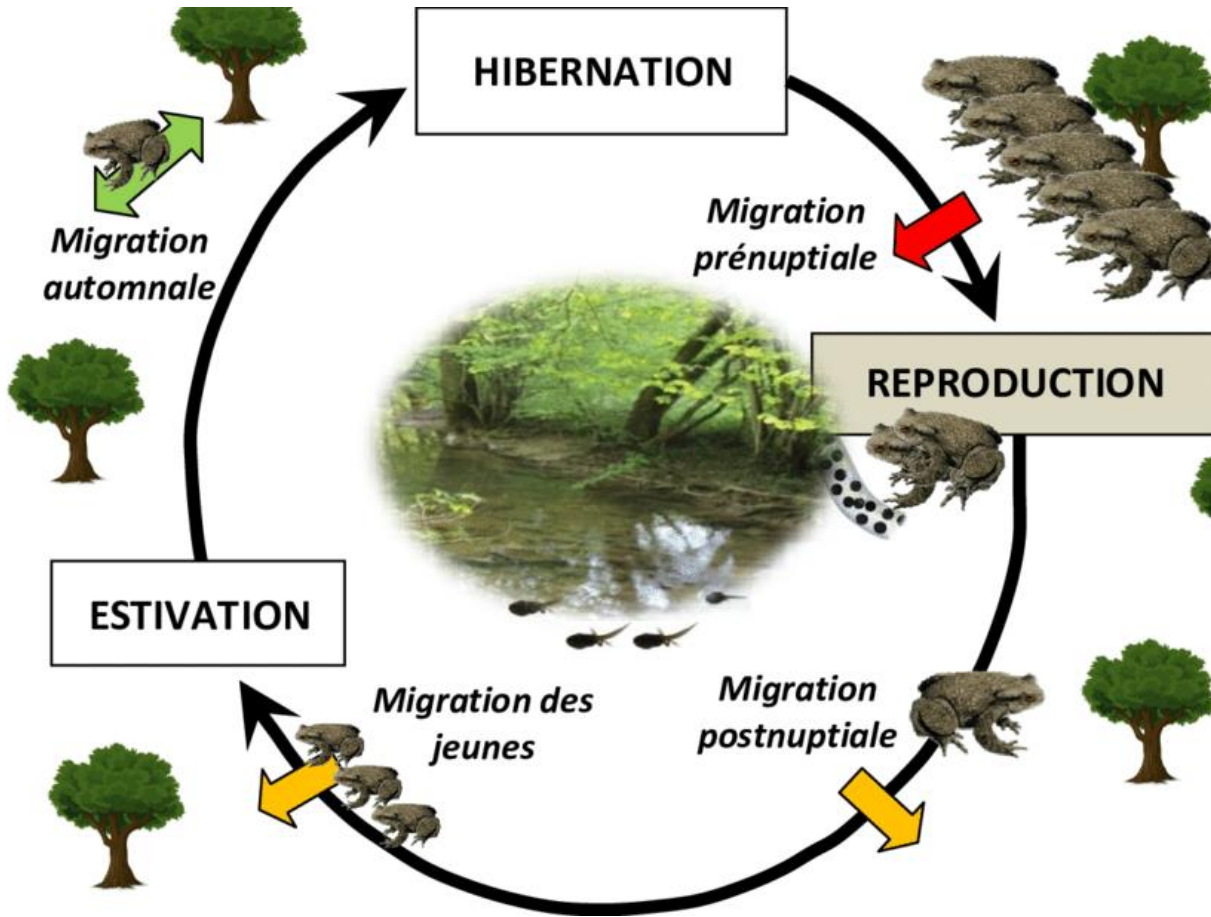 HIBERNATION
Migration
prénuptiale
REPRODUCTION
Migration
postnuptiale
Migration des
jeunes
ESTIVATION
Migration
automnale